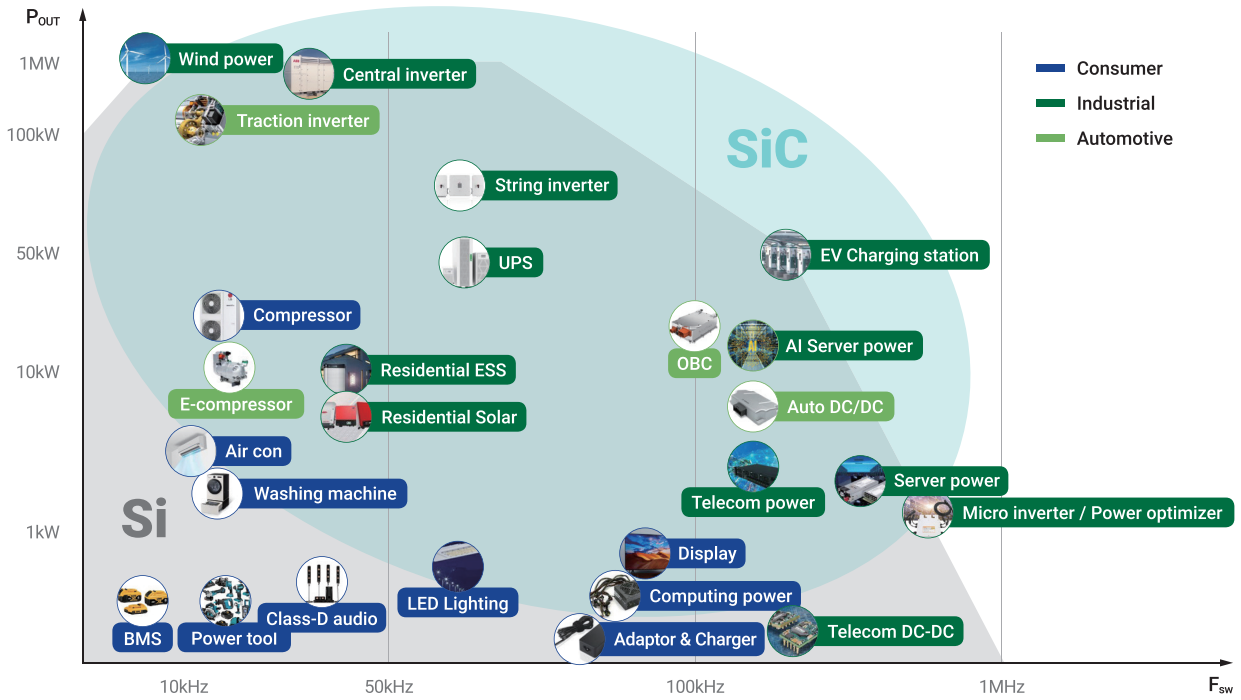 P_OUT
1MW
100kW
50kW
10kW
1kW
Wind power
Central inverter
Traction inverter
Consumer
Industrial
Automotive
SiC
String inverter
EV Charging station
UPS
Compressor
OBC
AI Server power
Residential ESS
E-compressor
Residential Solar
Auto DC/DC
Air con
Washing machine
Si
Telecom power
Server power
Micro inverter / Power optimizer
Display
LED Lighting
Computing power
BMS
Power tool
Class-D audio
Adaptor & Charger
Telecom DC-DC
10kHz
50kHz
100kHz
1MHz
F_SW